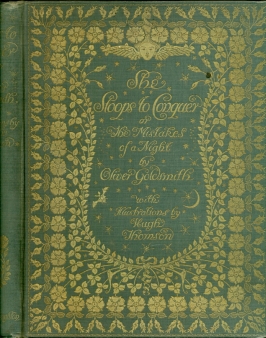 She
Stoops to Conquer
or
The Mistakes
of a Night
by
Oliver Goldsmith
with
Illustrations by
Hugh
Thomson